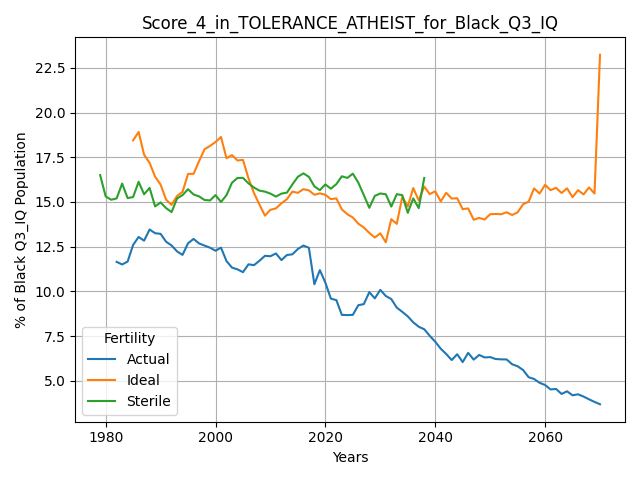 Score_4_in_TOLERANCE_ATHEIST_for_Black_Q3_IQ
% of Black Q3_IQ Population
22.5
20.0
17.5
15.0
12.5
10.0
7.5
5.0
Fertility
Actual
Ideal
Sterile
1980
2000
2020
2040
2060
Years